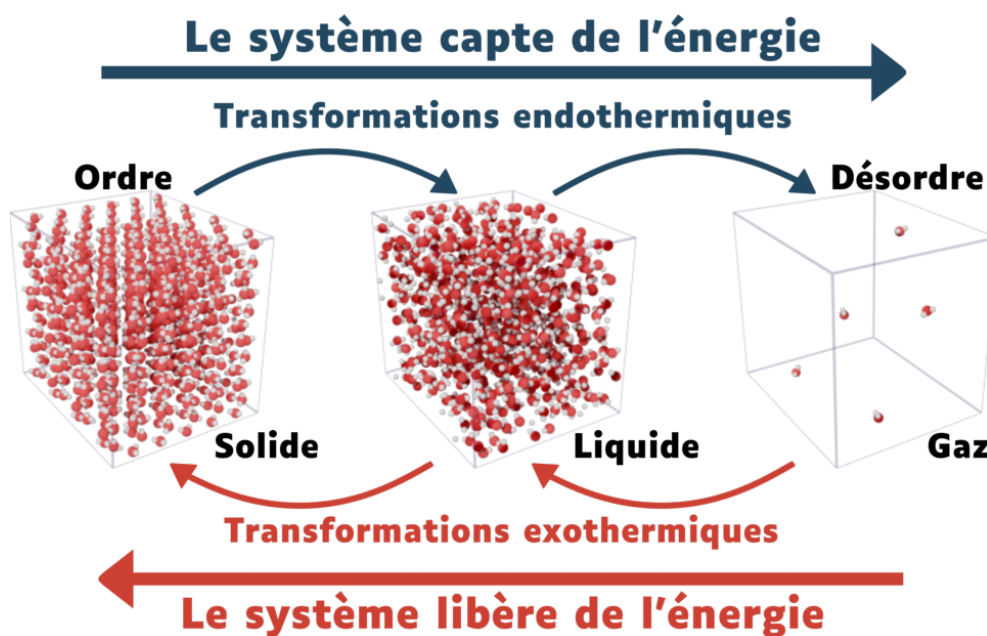 Le système capte de l'énergie
Transformations endothermiques
Ordre
Désordre
Solide
Liquide
Gaz
Transformations exothermiques
Le système libère de l'énergie